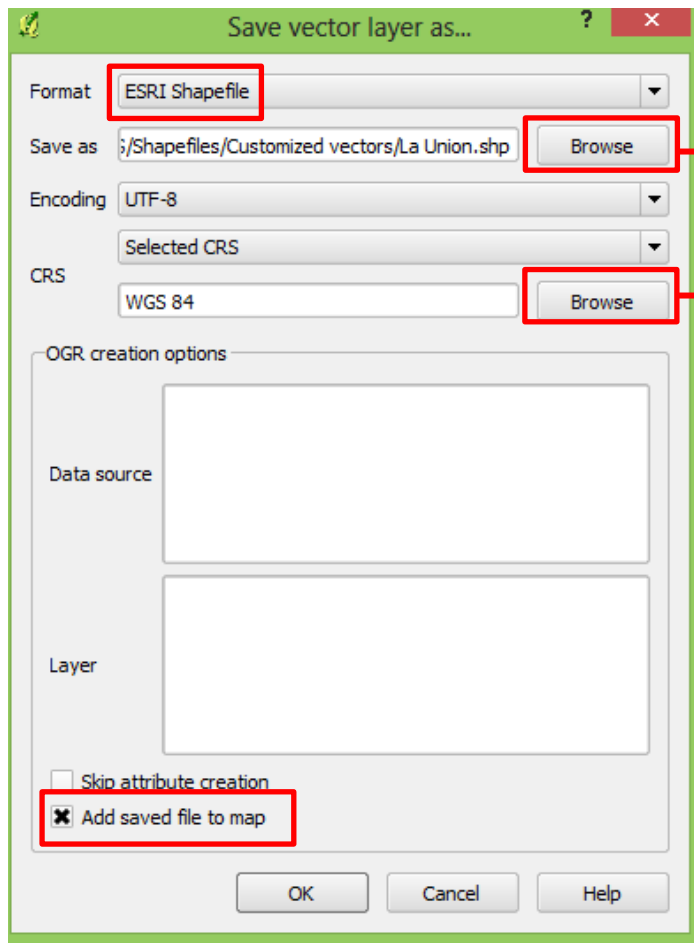 Save vector layer as...
?
×
Format ESRI Shapefile
Save as ;/Shapefiles/Customized vectors/La Union.shp Browse
Encoding UTF-8
Selected CRS
CRS
WGS 84 Browse
OGR creation options
Data source
Layer
Skip attribute creation
Add saved file to map
OK Cancel Help